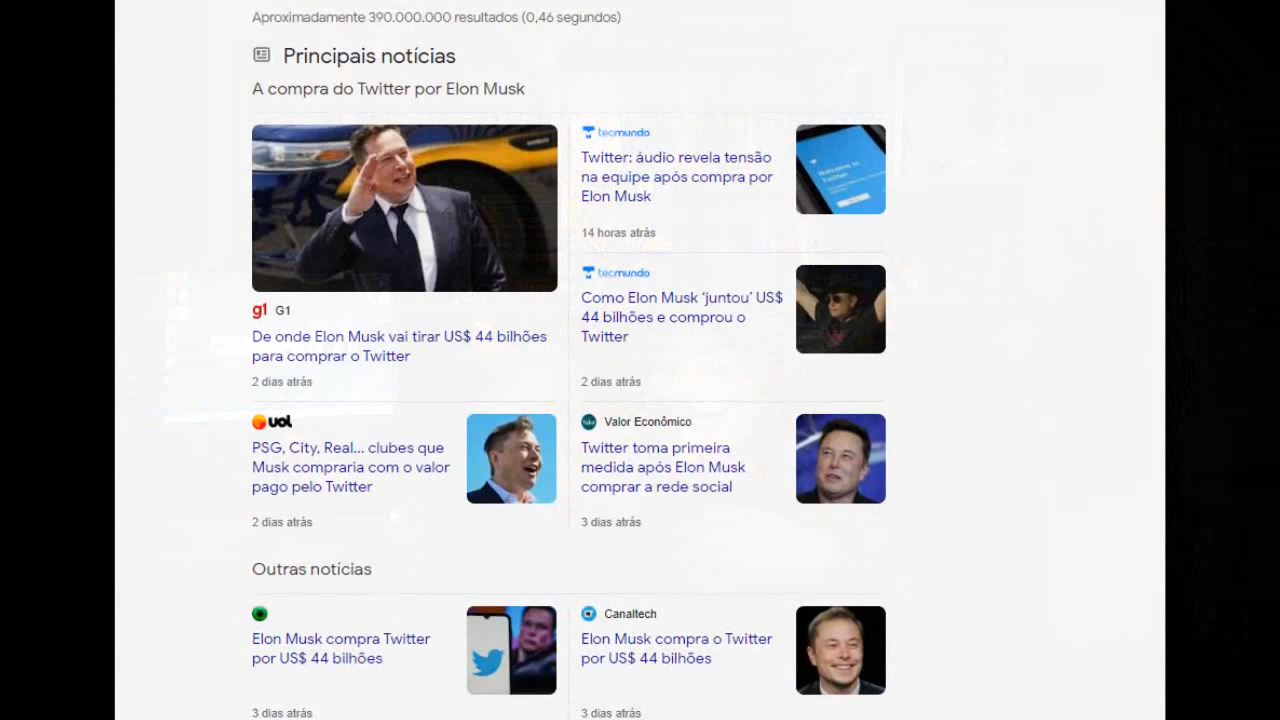 Aproximadamente 390.000.000 resultados (0,46 segundos)
Principais notícias
A compra do Twitter por Elon Musk
g1 G1
De onde Elon Musk vai tirar US$ 44 bilhões
para comprar o Twitter
2 dias atrás
tecmundo
Twitter: áudio revela tensão
na equipe após compra por
Elon Musk
14 horas atrás
Welcome to
Twitter
tecmundo
Como Elon Musk ‘juntou’ US$
44 bilhões e comprou o
Twitter
2 dias atrás
uol
PSG, City, Real... clubes que
Musk compraria com o valor
pago pelo Twitter
2 dias atrás
Valor Econômico
Twitter toma primeira
medida após Elon Musk
comprar a rede social
3 dias atrás
Outras notícias
Elon Musk compra Twitter
por US$ 44 bilhões
3 dias atrás
Canaltech
Elon Musk compra o Twitter
por US$ 44 bilhões
3 dias atrás